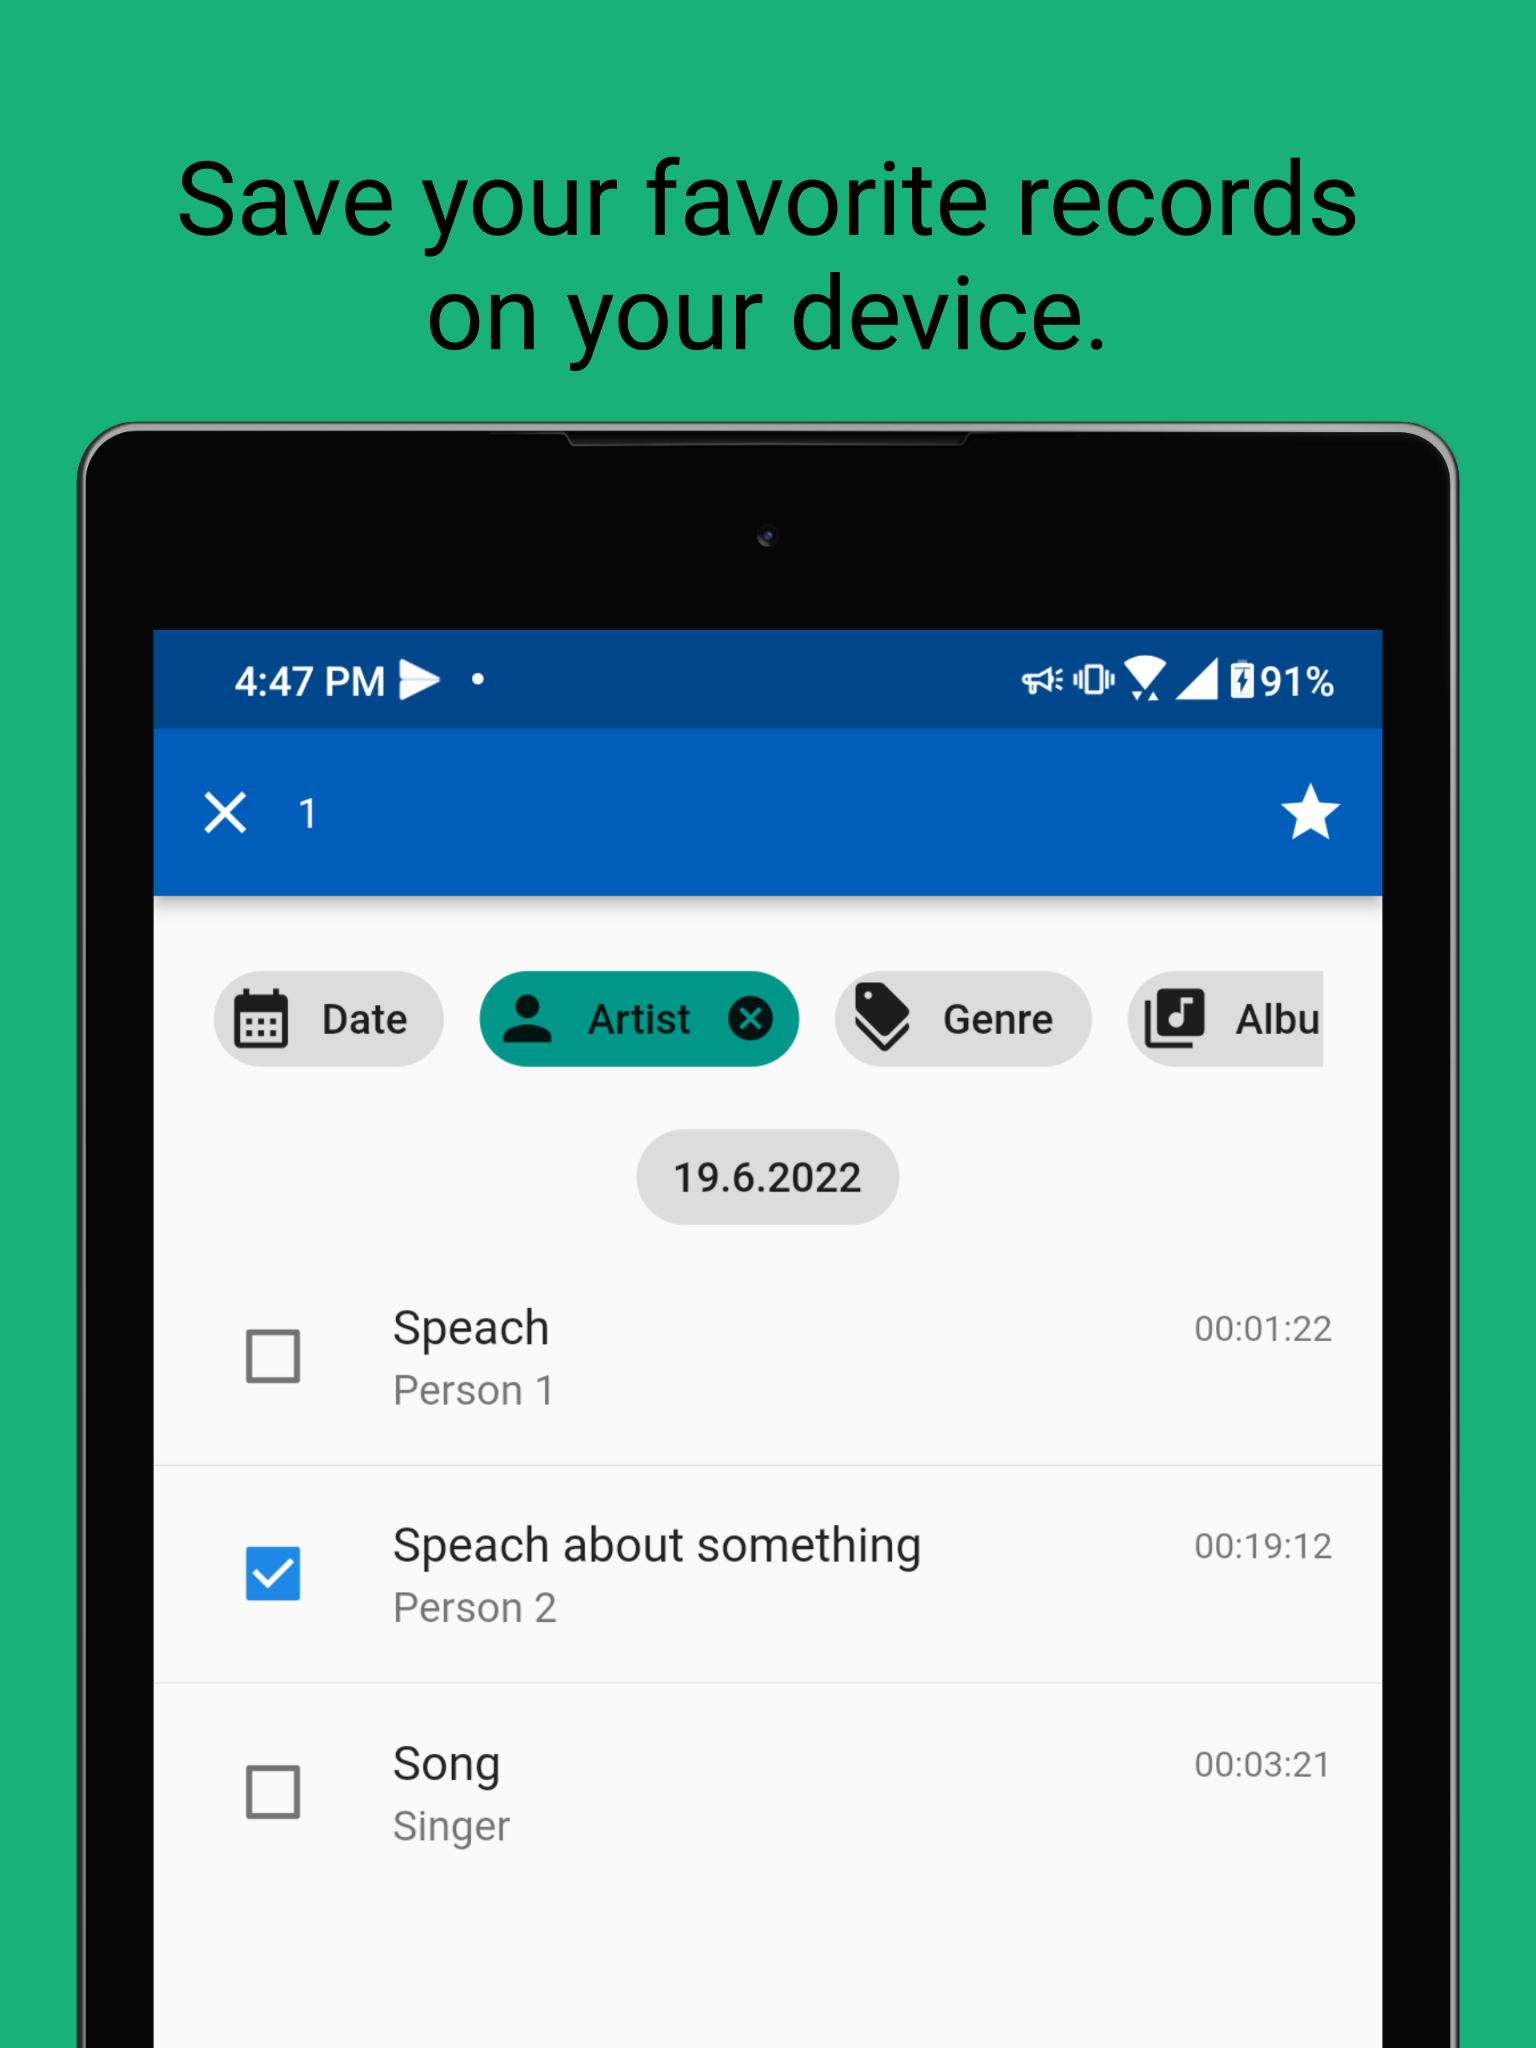 Save your favorite records
on your device.
4:47 PM 91%
1
Date Artist Genre Albu
19.6.2022
Speach 00:01:22
Person 1
Speach about something 00:19:12
Person 2
Song 00:03:21
Singer